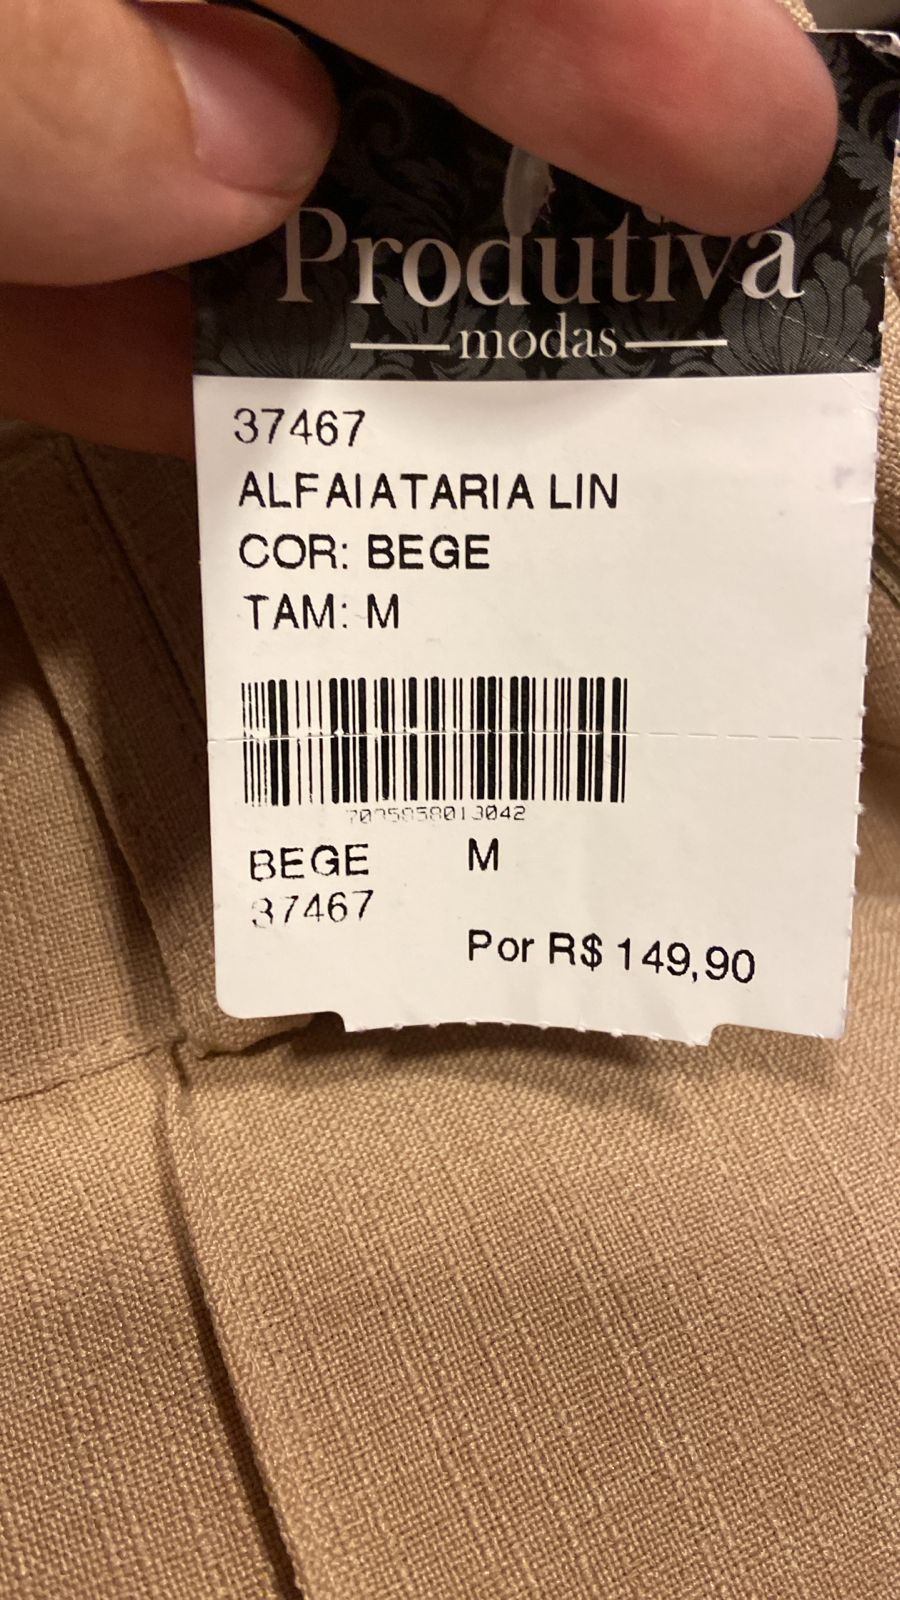 Produtiva
modas
37467
ALFAIATARIA LIN
COR: BEGE
TAM: M
BEGE M
37467
Por R$ 149,90